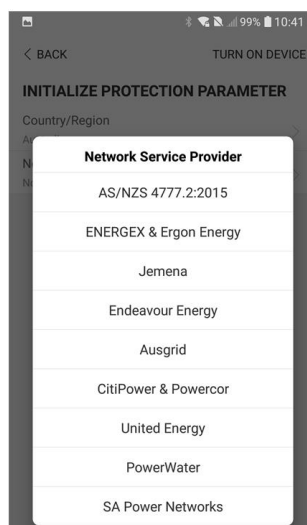 99% 10:41
BACK TURN ON DEVICE
INITIALIZE PROTECTION PARAMETER
Country/Region
Network Service Provider
AS/NZS 4777.2:2015
ENERGEX & Ergon Energy
Jemena
Endeavour Energy
Ausgrid
CitiPower & Powercor
United Energy
PowerWater
SA Power Networks